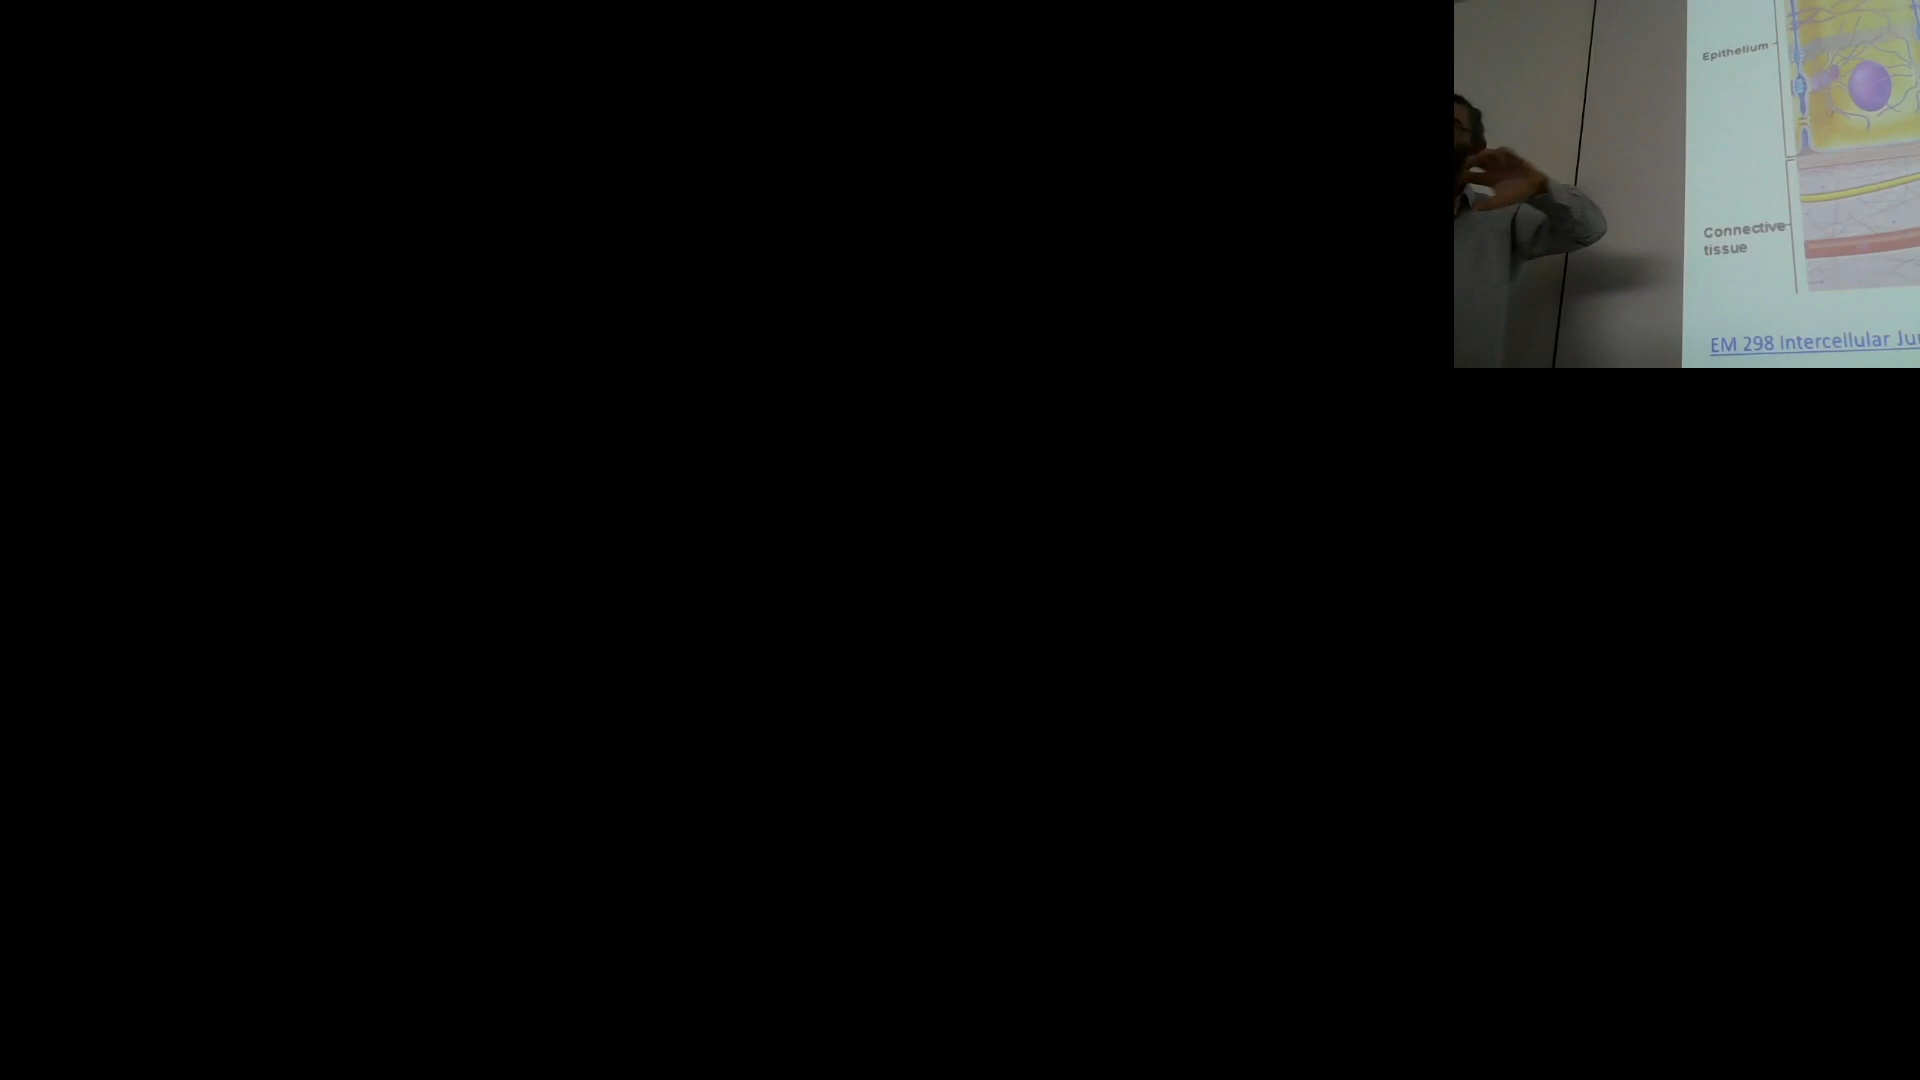 Epithelium
Connective
tissue
EM 298 Intercellular